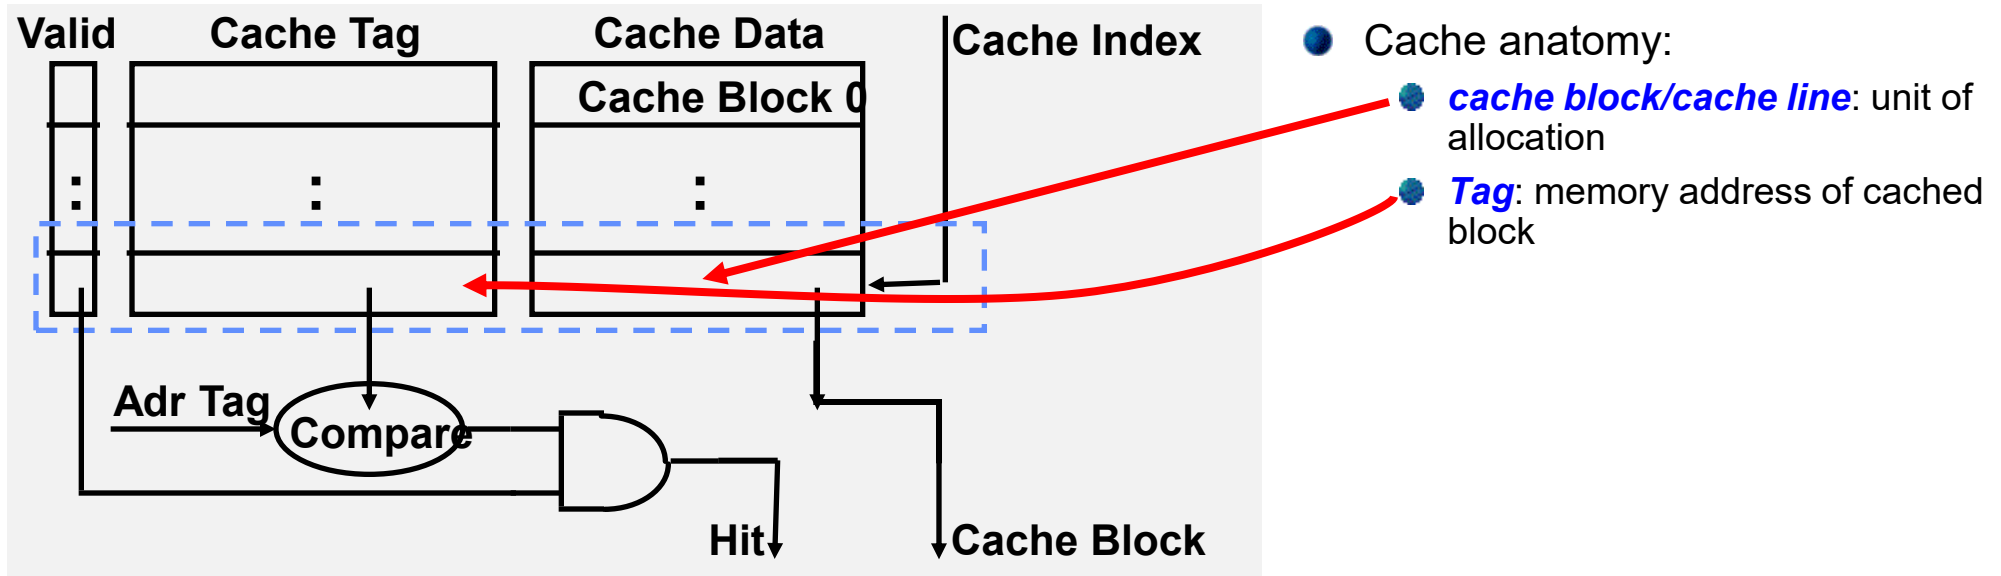 Valid
Cache Tag
Cache Data
Cache Index
Cache Block 0
:
:
:
Adr Tag
Compare
Hit
Cache Block
Cache anatomy:
cache block/cache line: unit of
allocation
Tag: memory address of cached
block